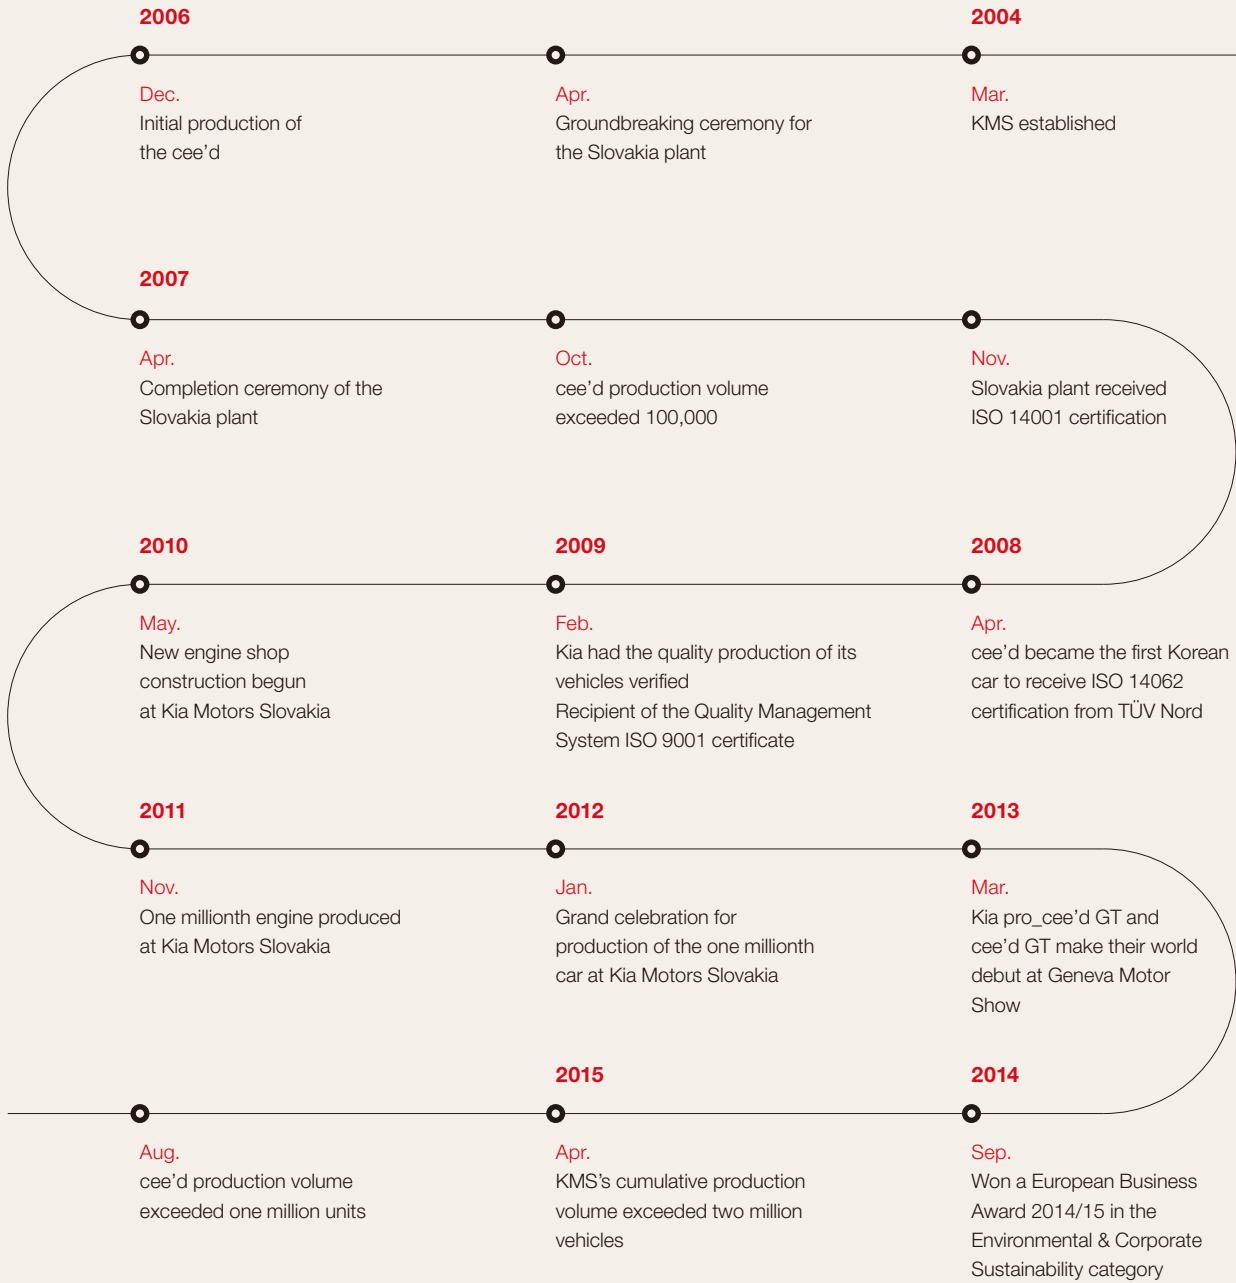 2006
2004
Dec.
Initial production of
the cee’d
Apr.
Groundbreaking ceremony for
the Slovakia plant
Mar.
KMS established
2007
Apr.
Completion ceremony of the
Slovakia plant
Oct.
cee’d production volume
exceeded 100,000
Nov.
Slovakia plant received
ISO 14001 certification
2010
May.
New engine shop
construction begun
at Kia Motors Slovakia
2009
Feb.
Kia had the quality production of its
vehicles verified
Recipient of the Quality Management
System ISO 9001 certificate
2008
Apr.
cee’d became the first Korean
car to receive ISO 14062
certification from TÜV Nord
2011
Nov.
One millionth engine produced
at Kia Motors Slovakia
2012
Jan.
Grand celebration for
production of the one millionth
car at Kia Motors Slovakia
2013
Mar.
Kia pro_cee’d GT and
cee’d GT make their world
debut at Geneva Motor
Show
Aug.
cee’d production volume
exceeded one million units
2015
Apr.
KMS’s cumulative production
volume exceeded two million
vehicles
2014
Sep.
Won a European Business
Award 2014/15 in the
Environmental & Corporate
Sustainability category